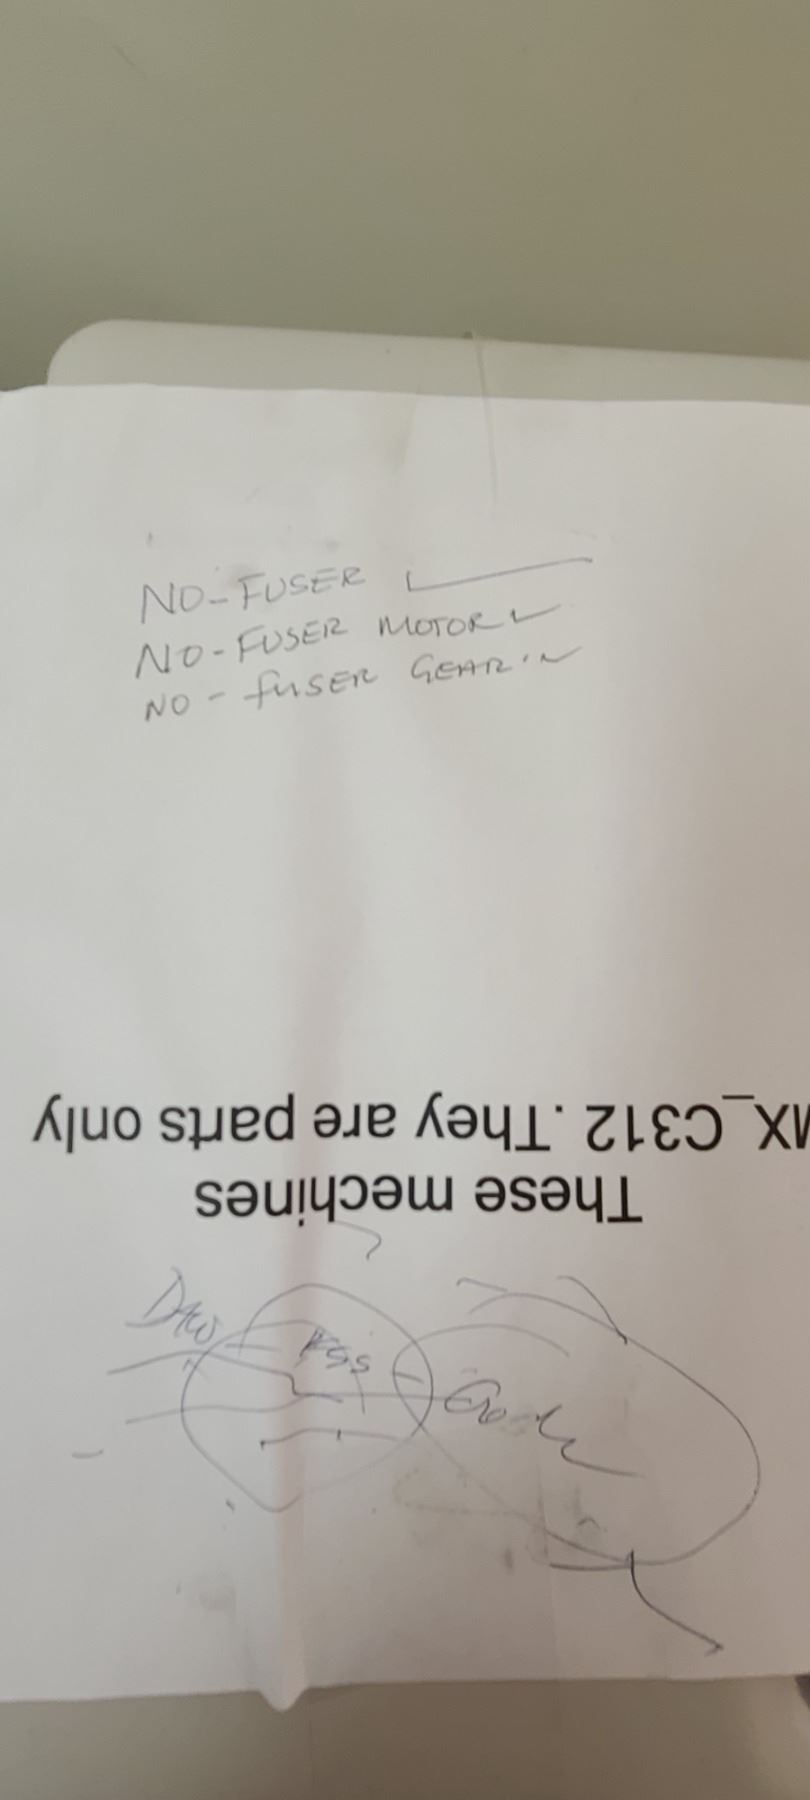 NO-FUSER
NO-FUSER MOTOR
NO-FUSER GEAR
These mechines
MX_C312. They are parts only